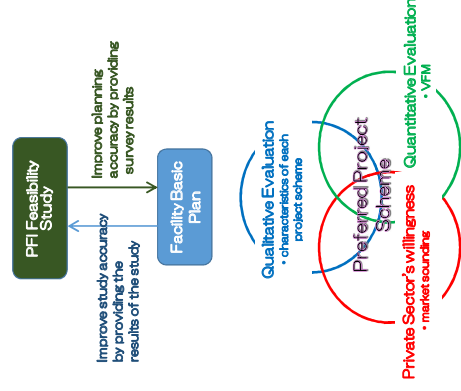 PFI Feasibility
Study
Improve planning
accuracy by providing
survey results
Improve study accuracy
by providing the
results of the study
Facility Basic
Plan
Qualitative Evaluation
• characteristics of each
project scheme
Preferred Project
Scheme
Private Sector's willingness
• market sounding
Quantitative Evaluation
• VFM